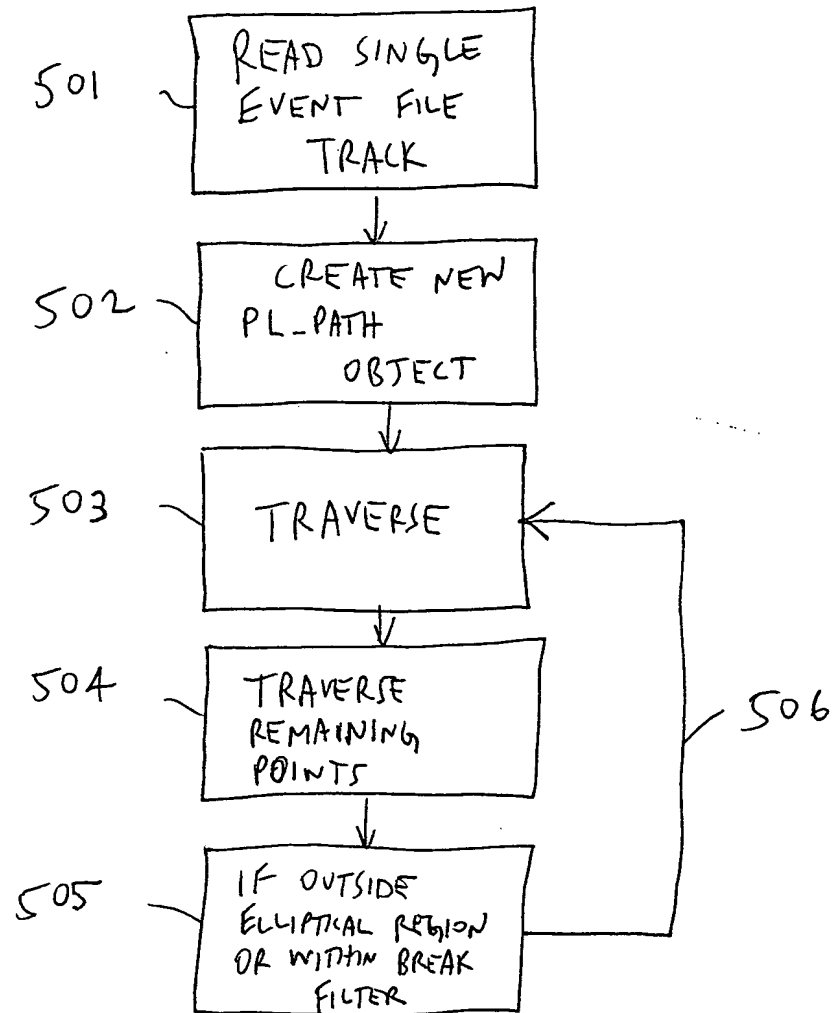 501
READ SINGLE
EVENT FILE
TRACK
502
CREATE NEW
PL_PATH
OBJECT
503
TRAVERSE
504
TRAVERSE
REMAINING
POINTS
506
505
IF OUTSIDE
ELLIPTICAL REGION
OR WITHIN BREAK
FILTER